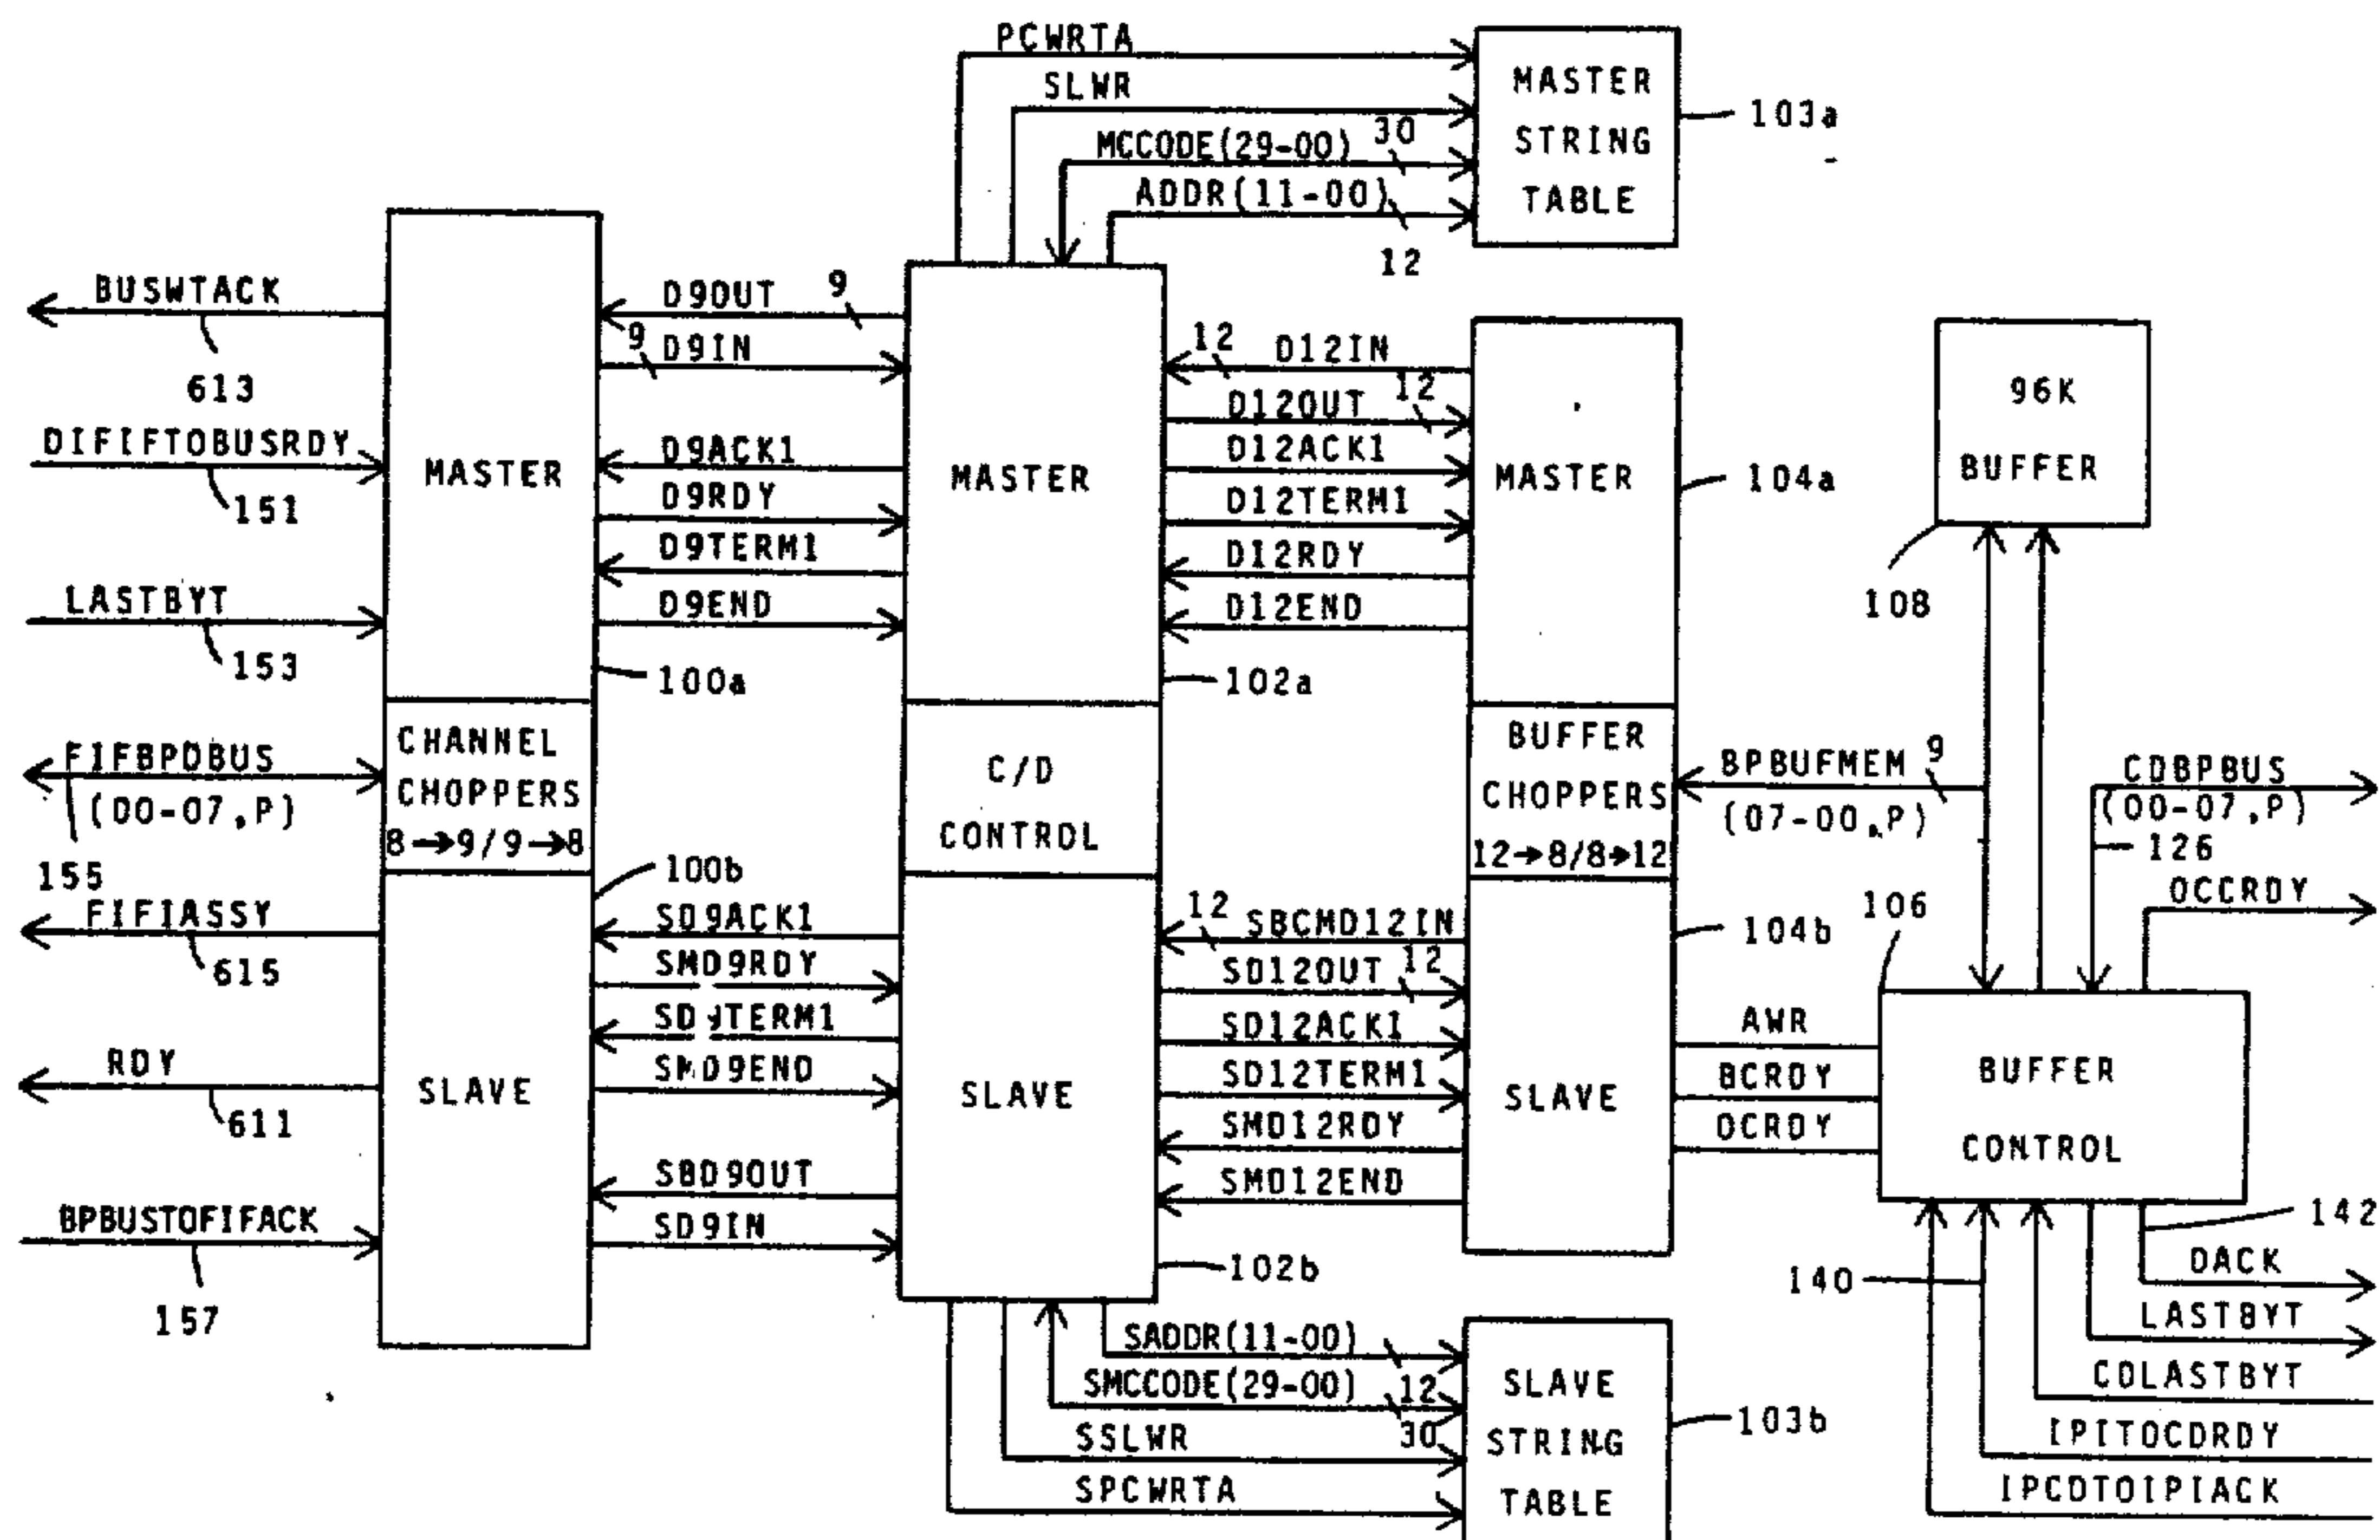 PCWRTA
SLWR
MCCODE(29-00)
30
ADDR(11-00)
12
MASTER
STRING
TABLE
103a
BUSWTACK
613
DIFIFTOBUSRDY
151
LASTBYT
153
FIFBPDBUS
(00-07,P)
155
FIFIASSY
615
RDY
611
BPBUSTOFIFACK
157
MASTER
CHANNEL
CHOPPERS
8→9/9→8
SLAVE
100a
100b
D9OUT
9
9
D9IN
D9ACK1
D9RDY
D9TERM1
D9END
SD9ACK1
SMD9RDY
SD9TERM1
SMD9END
SBD9OUT
SD9IN
MASTER
C/D
CONTROL
SLAVE
102a
102b
12
D12IN
12
D12OUT
D12ACK1
D12TERM1
D12RDY
D12END
12
SBCMD12IN
SD12OUT
12
SD12ACK1
SD12TERM1
SMD12RDY
SMD12END
MASTER
BUFFER
CHOPPERS
12→8/8→12
SLAVE
104a
104b
96K
BUFFER
108
BPBUFMEM
9
(07-00,P)
CDBPBUS
(00-07,P)
126
OCCRDY
106
AWR
BCRDY
OCRDY
BUFFER
CONTROL
142
140
DACK
LASTBYT
CDLASTBYT
IPITOCDRDY
IPCDTOIPIACK
SADDR(11-00)
12
SMCCODE(29-00)
30
SSLWR
SPCWRTA
SLAVE
STRING
TABLE
103b